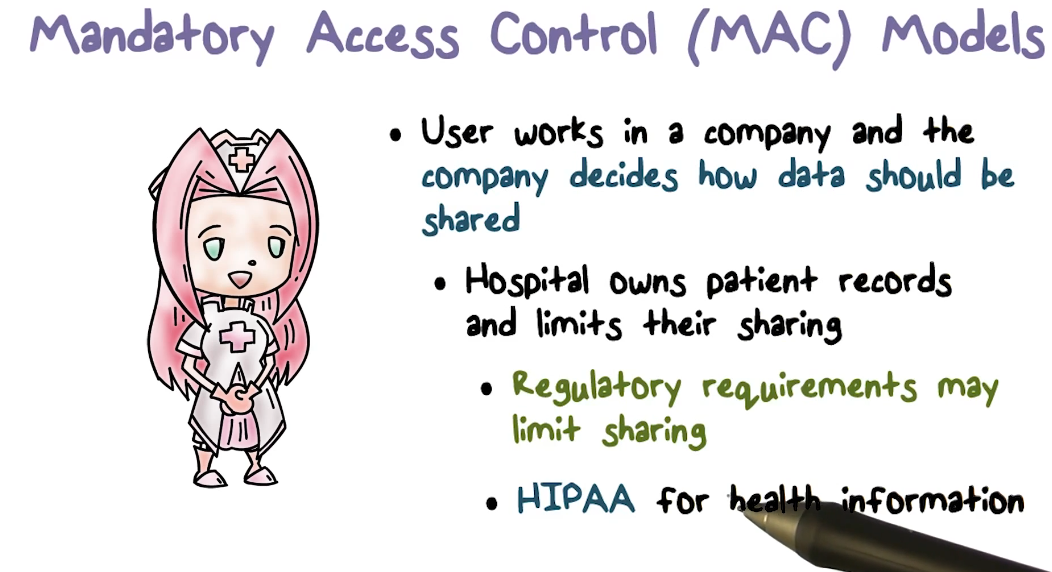 Mandatory Access Control (MAC) Models
• User works in a company and the
company decides how data should be
shared
• Hospital owns patient records
and limits their sharing
• Regulatory requirements may
limit sharing
• HIPAA for health information